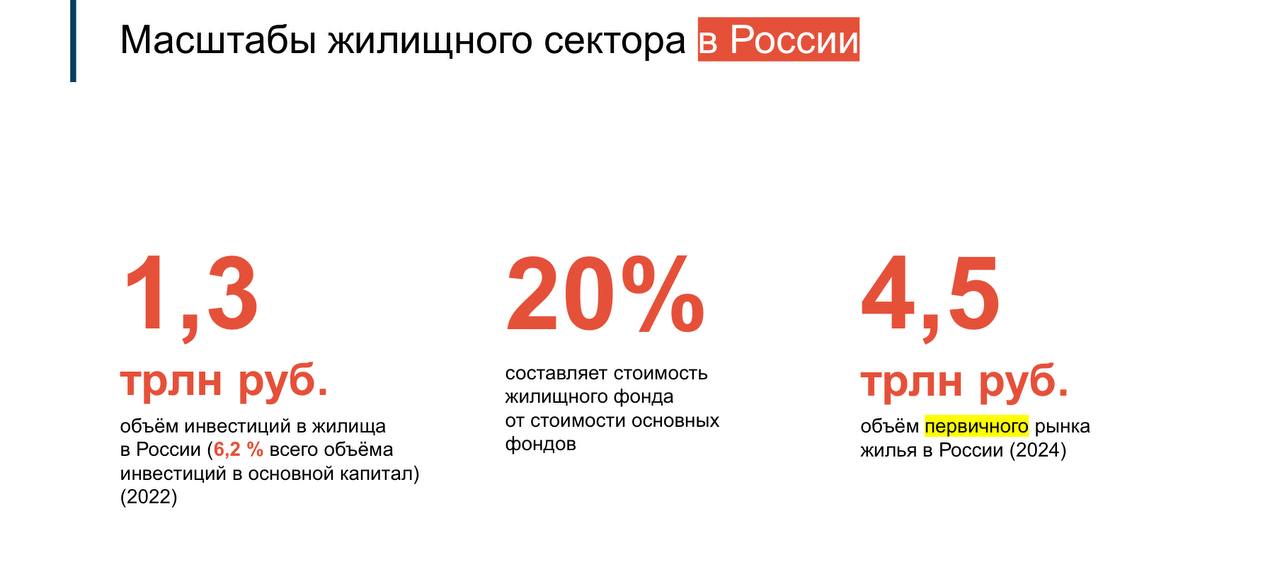 Масштабы жилищного сектора в России
1,3
трлн руб.
объём инвестиций в жилища
в России (6,2 % всего объёма
инвестиций в основной капитал)
(2022)
20%
составляет стоимость
жилищного фонда
от стоимости основных
фондов
4,5
трлн руб.
объём первичного рынка
жилья в России (2024)